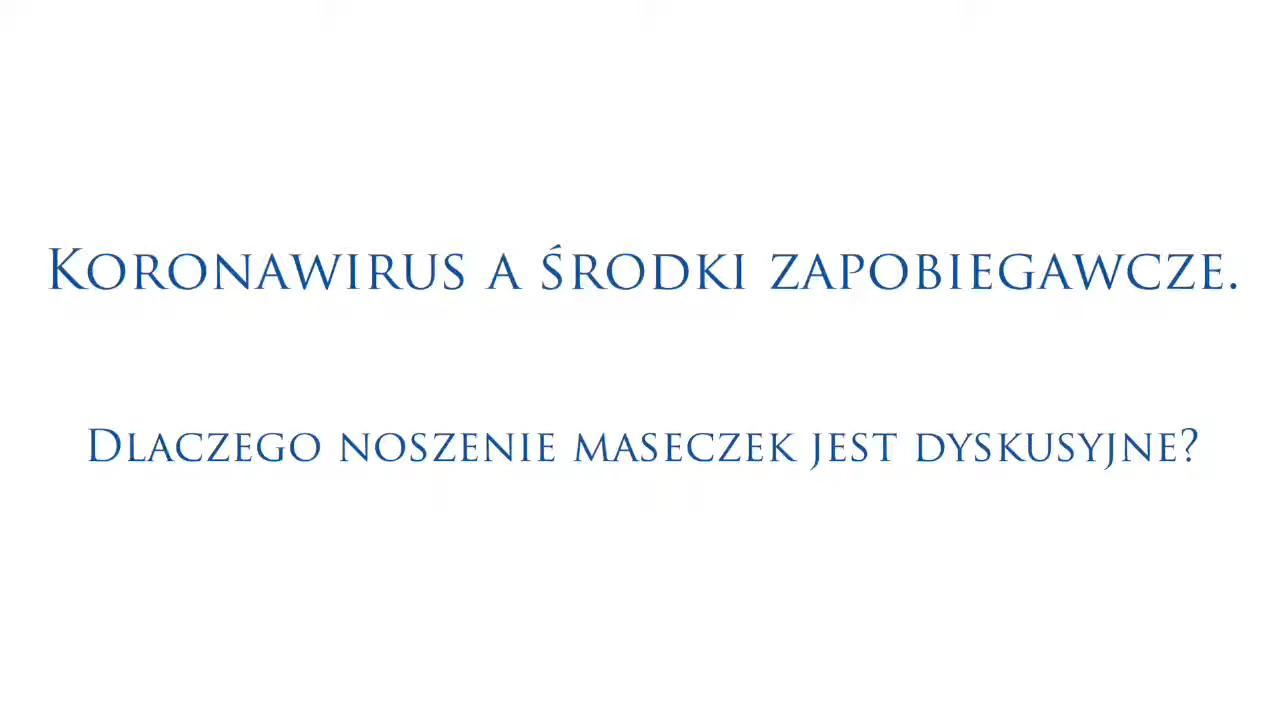 Koronawirus a środki zapobiegawcze.
Dlaczego noszenie maseczek jest dyskusyjne?